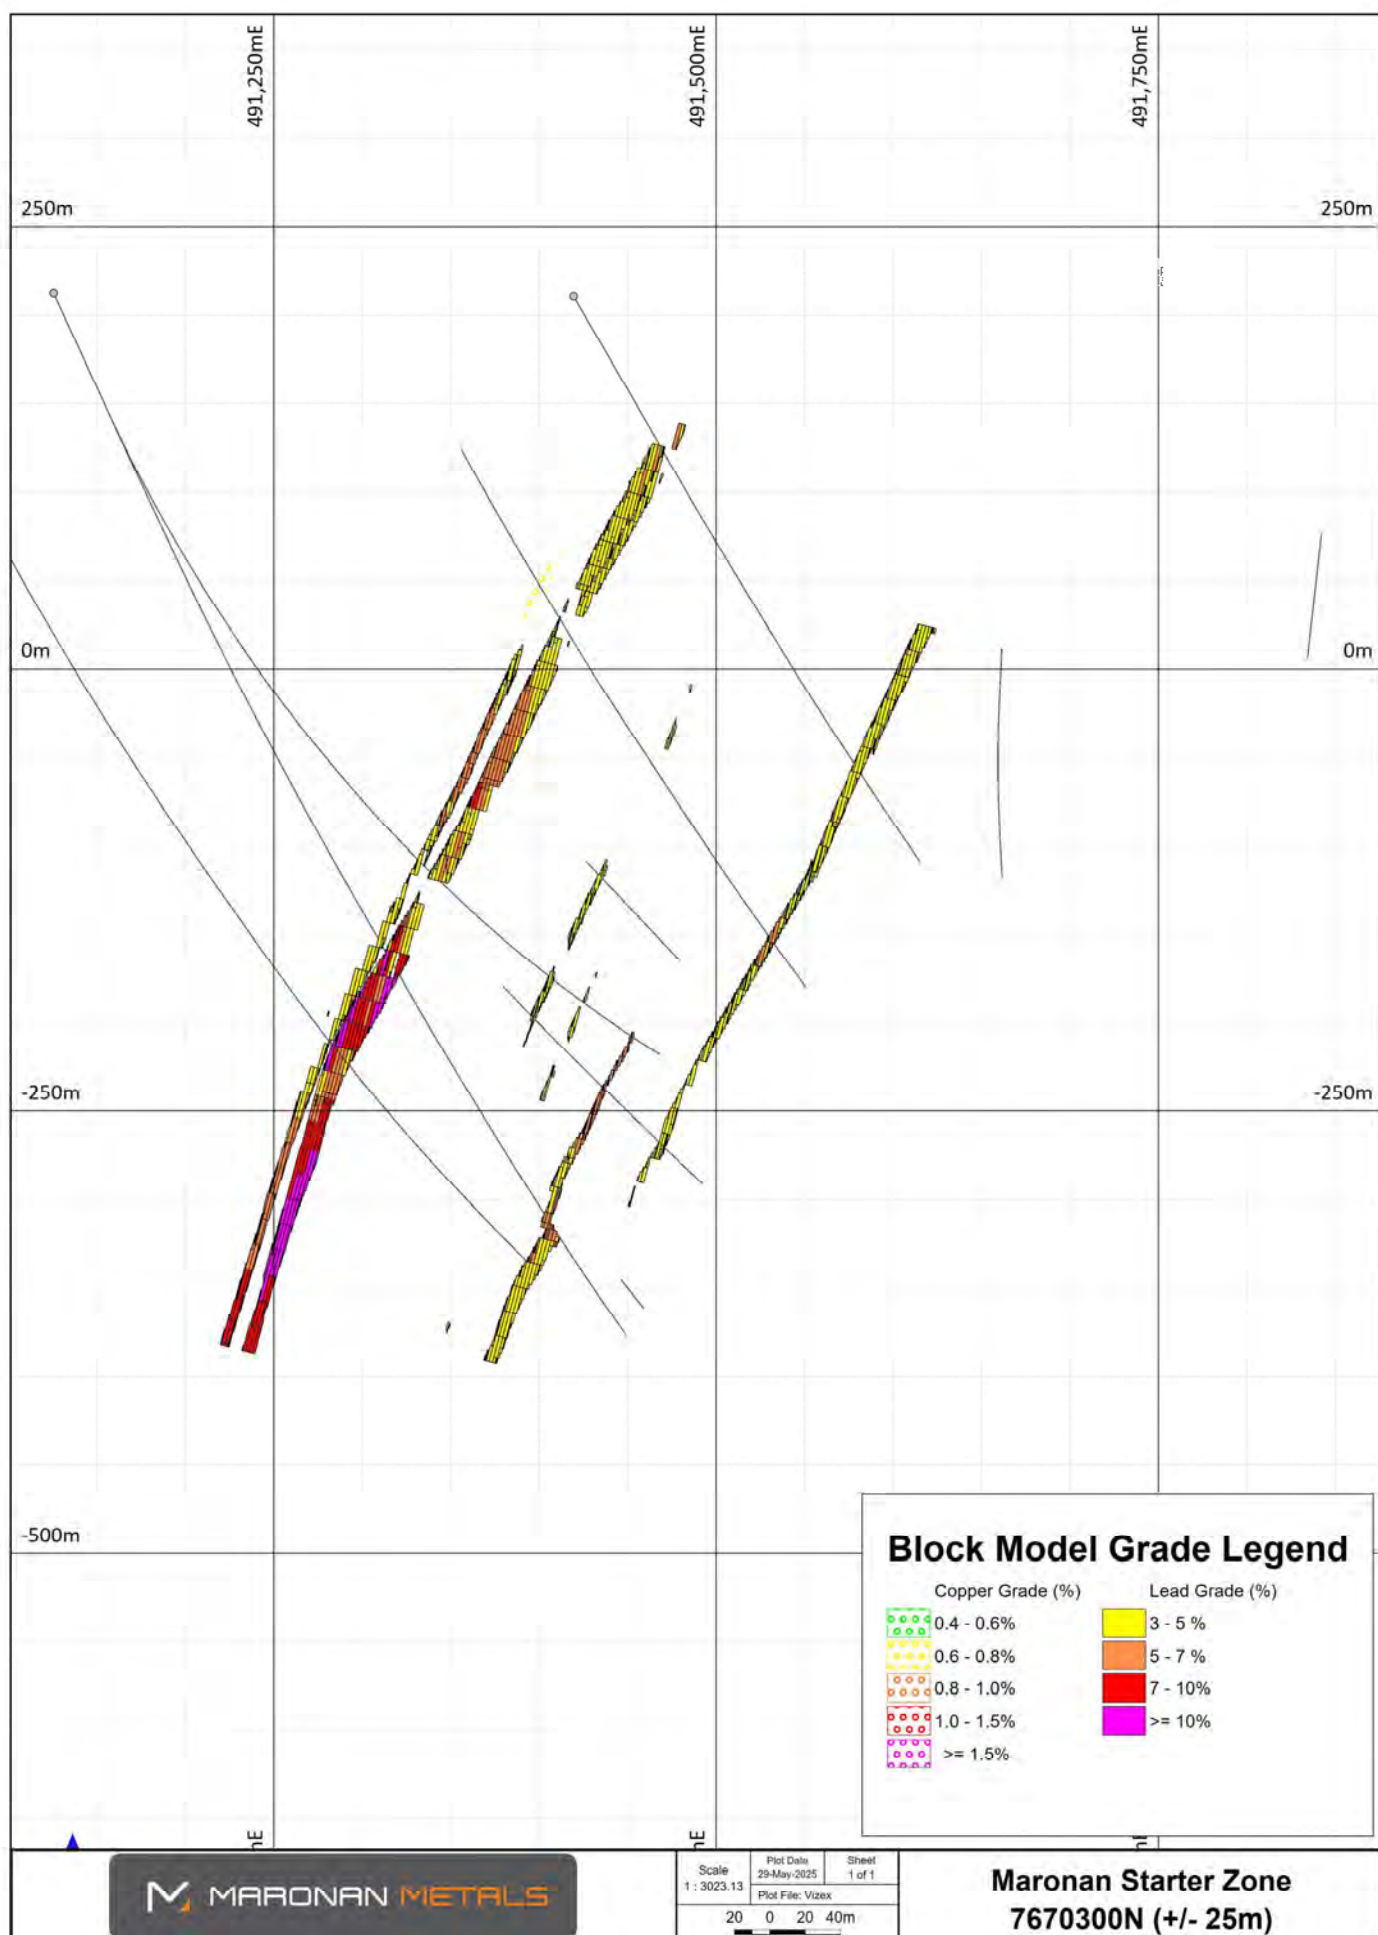 491,250mE
491,500mE
491,750mE
250m
250m
0m
0m
-250m
-250m
-500m
Block Model Grade Legend
Copper Grade (%)
Lead Grade (%)
0.4 - 0.6%
3 - 5 %
0.6 - 0.8%
5 - 7 %
0.8 - 1.0%
7 - 10%
1.0 - 1.5%
>= 10%
>= 1.5%
MARONAN METALS
Scale
1 : 3023.13
Plot Date
29-May-2025
Sheet
1 of 1
Plot File: Vizex
20 0 20 40m
Maronan Starter Zone
7670300N (+/- 25m)